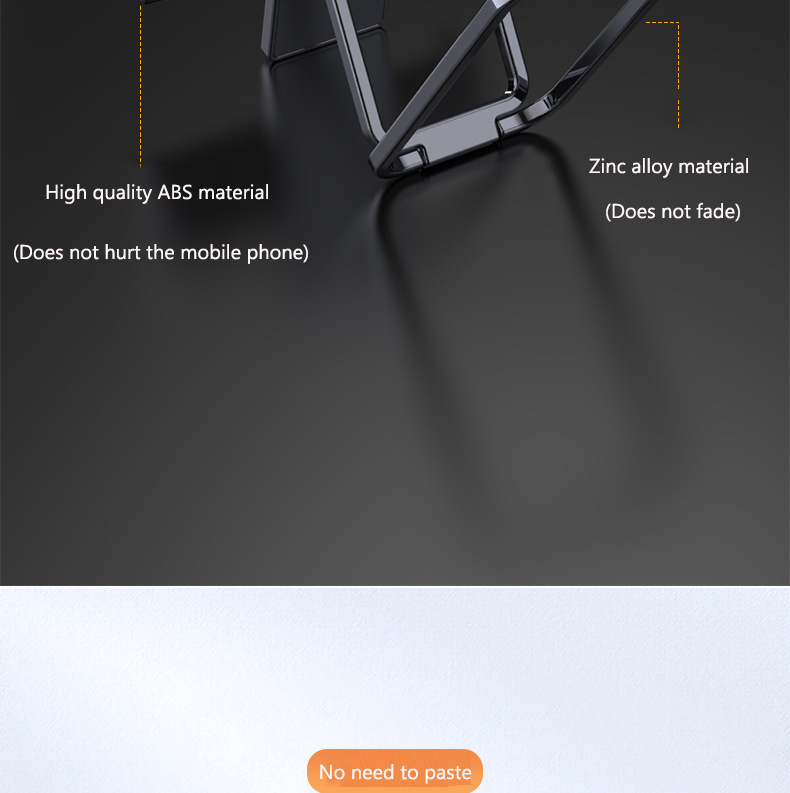 High quality ABS material
(Does not hurt the mobile phone)
Zinc alloy material
(Does not fade)
No need to paste